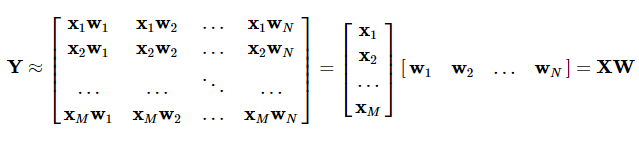 Y ≈ [ x₁w₁ x₁w₂ … x₁w_N
x₂w₁ x₂w₂ … x₂w_N
… … ⋱ …
x_Mw₁ x_Mw₂ … x_Mw_N ] = [ x₁
x₂
…
x_M ] [ w₁ w₂ … w_N ] = XW